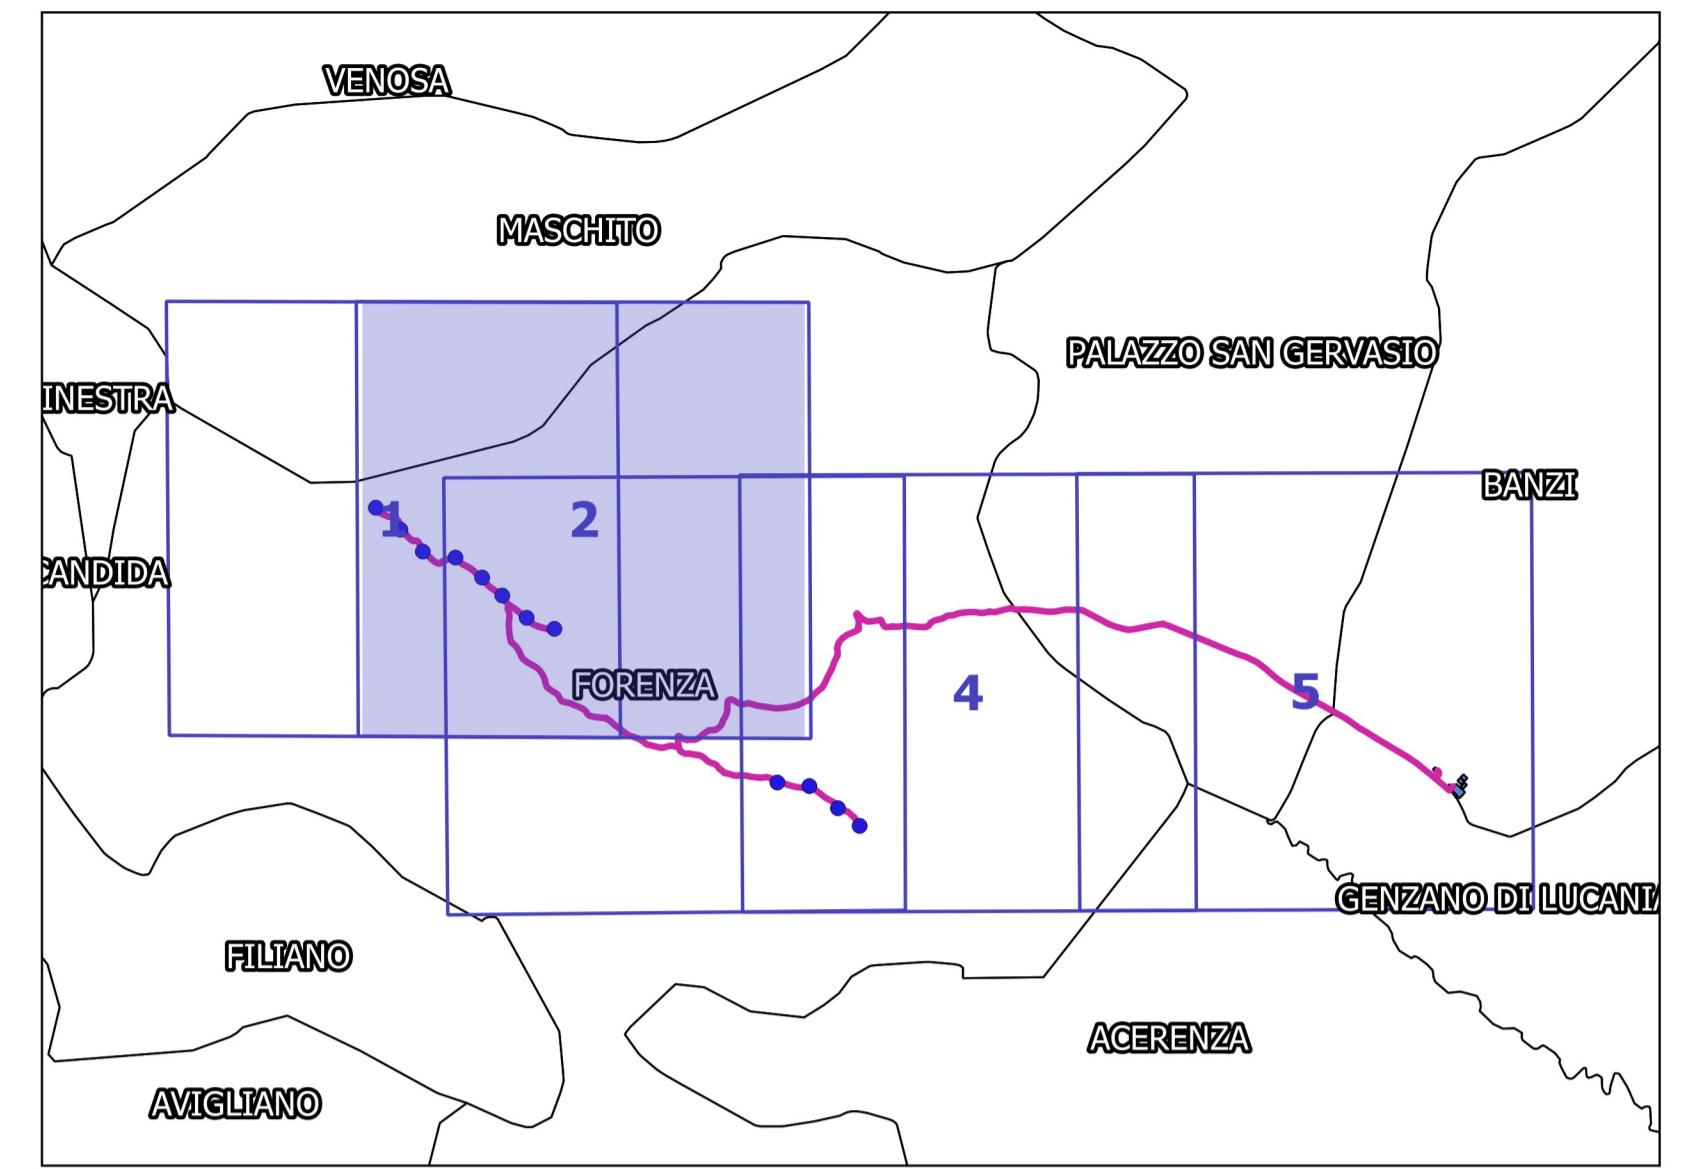 VENOSA
MASCHITO
PALAZZO SAN GERVASIO
INESTRA
BANZI
1
2
CANDIDA
FORENZA
4
5
GENZANO DI LUCANIA
FILIANO
ACERENZA
AVIGLIANO